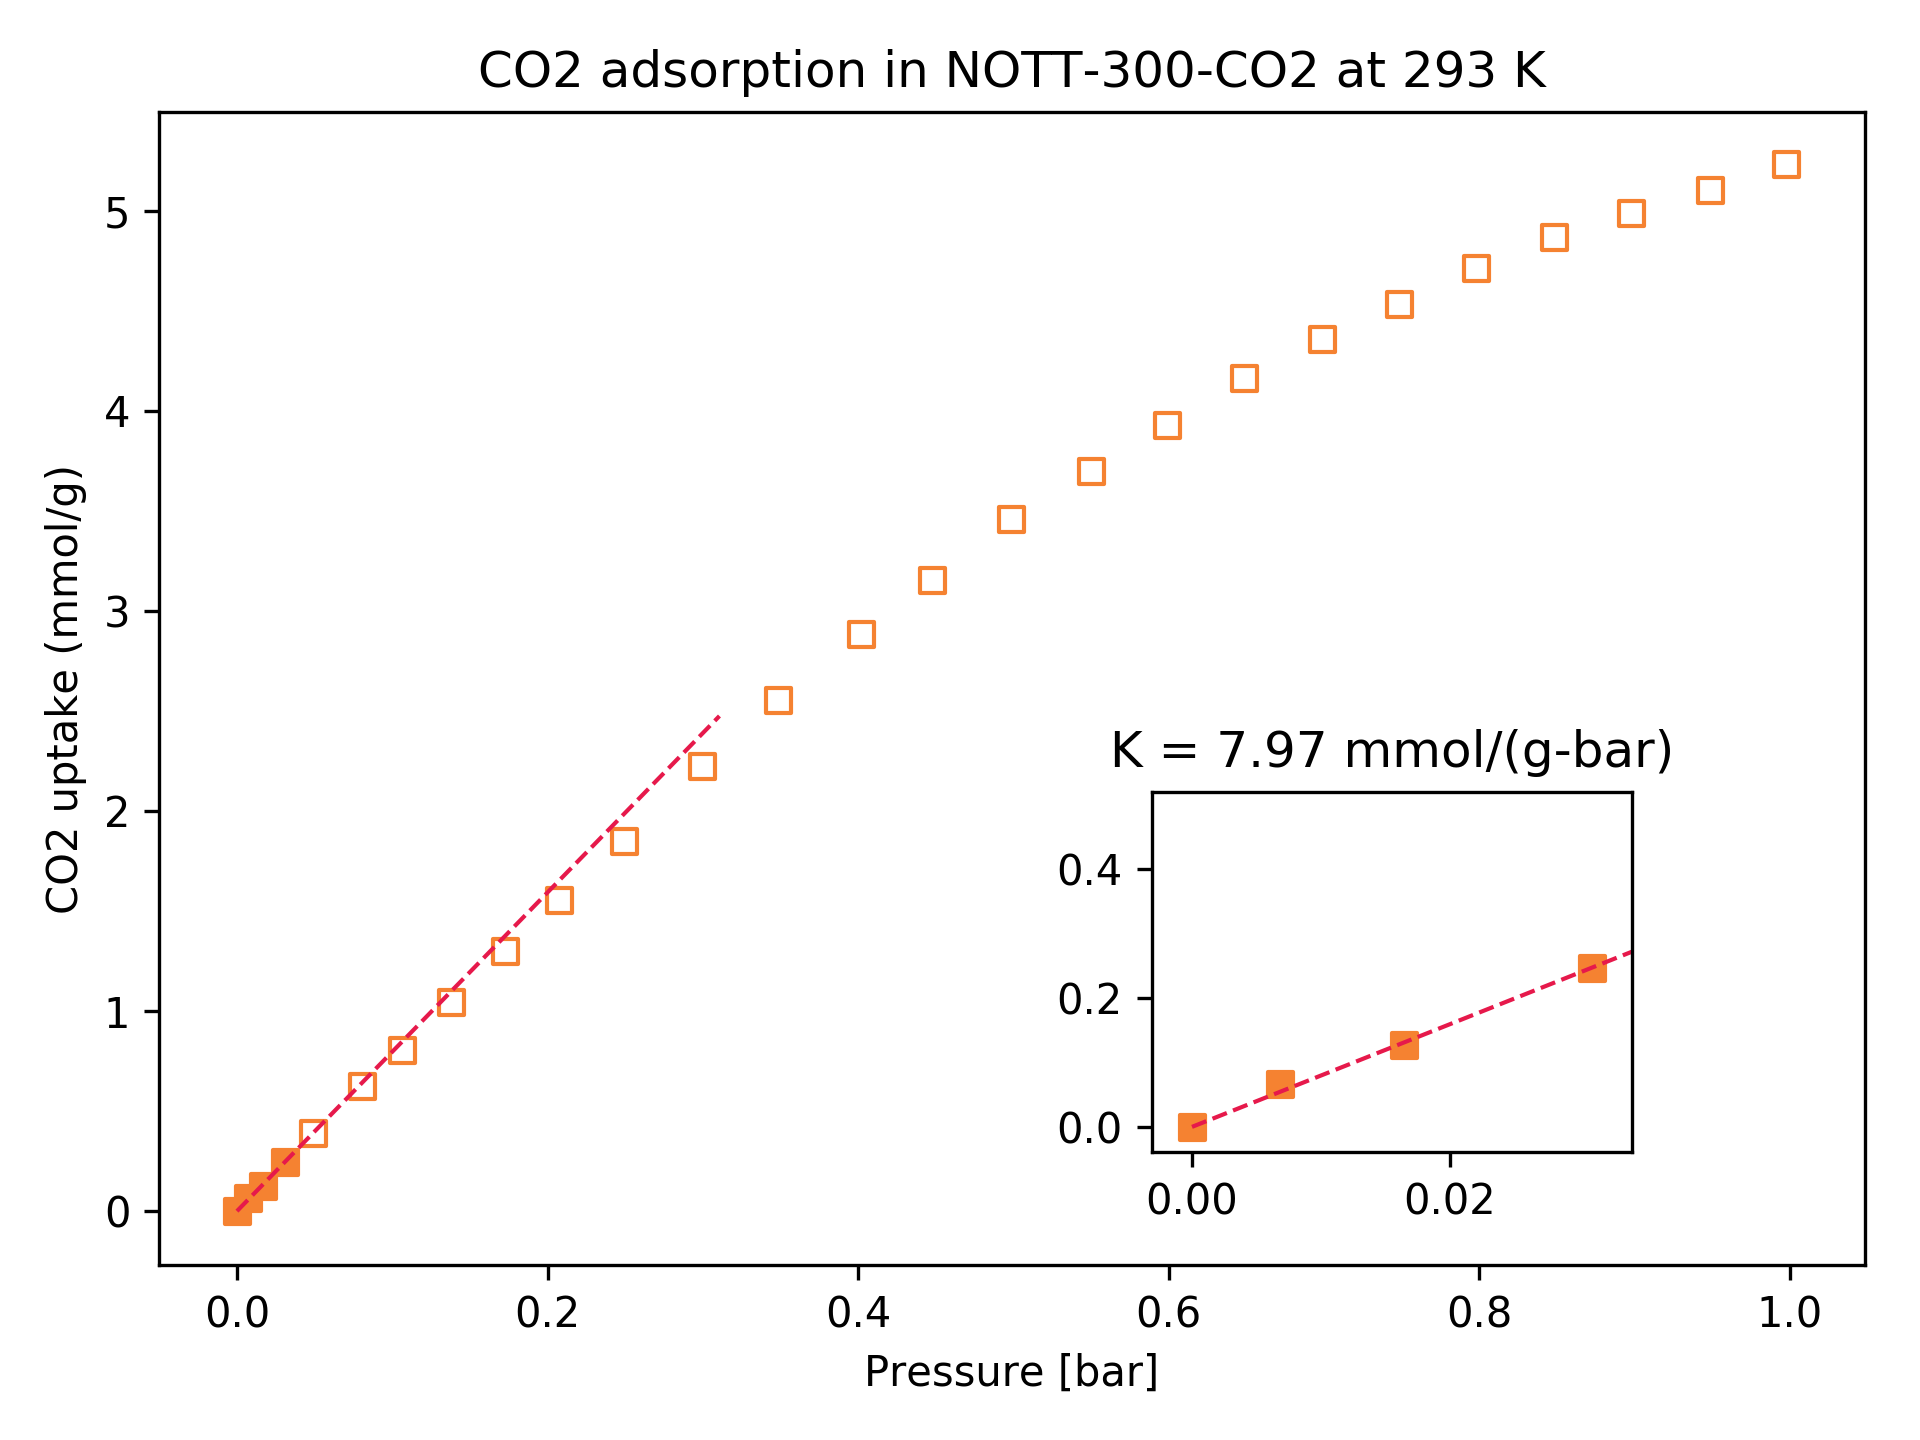 CO2 adsorption in NOTT-300-CO2 at 293 K
CO2 uptake (mmol/g)
5
4
3
2
1
0
K = 7.97 mmol/(g-bar)
0.4
0.2
0.0
0.00 0.02
0.0 0.2 0.4 0.6 0.8 1.0
Pressure [bar]